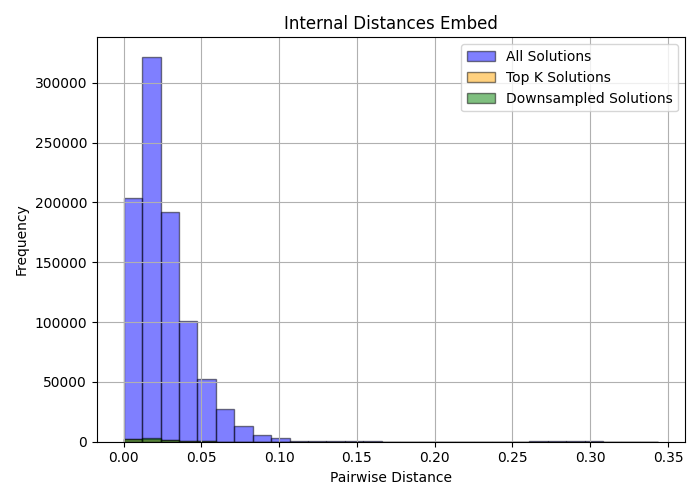 Internal Distances Embed
All Solutions
Top K Solutions
Downsampled Solutions
Frequency
300000
250000
200000
150000
100000
50000
0
0.00 0.05 0.10 0.15 0.20 0.25 0.30 0.35
Pairwise Distance